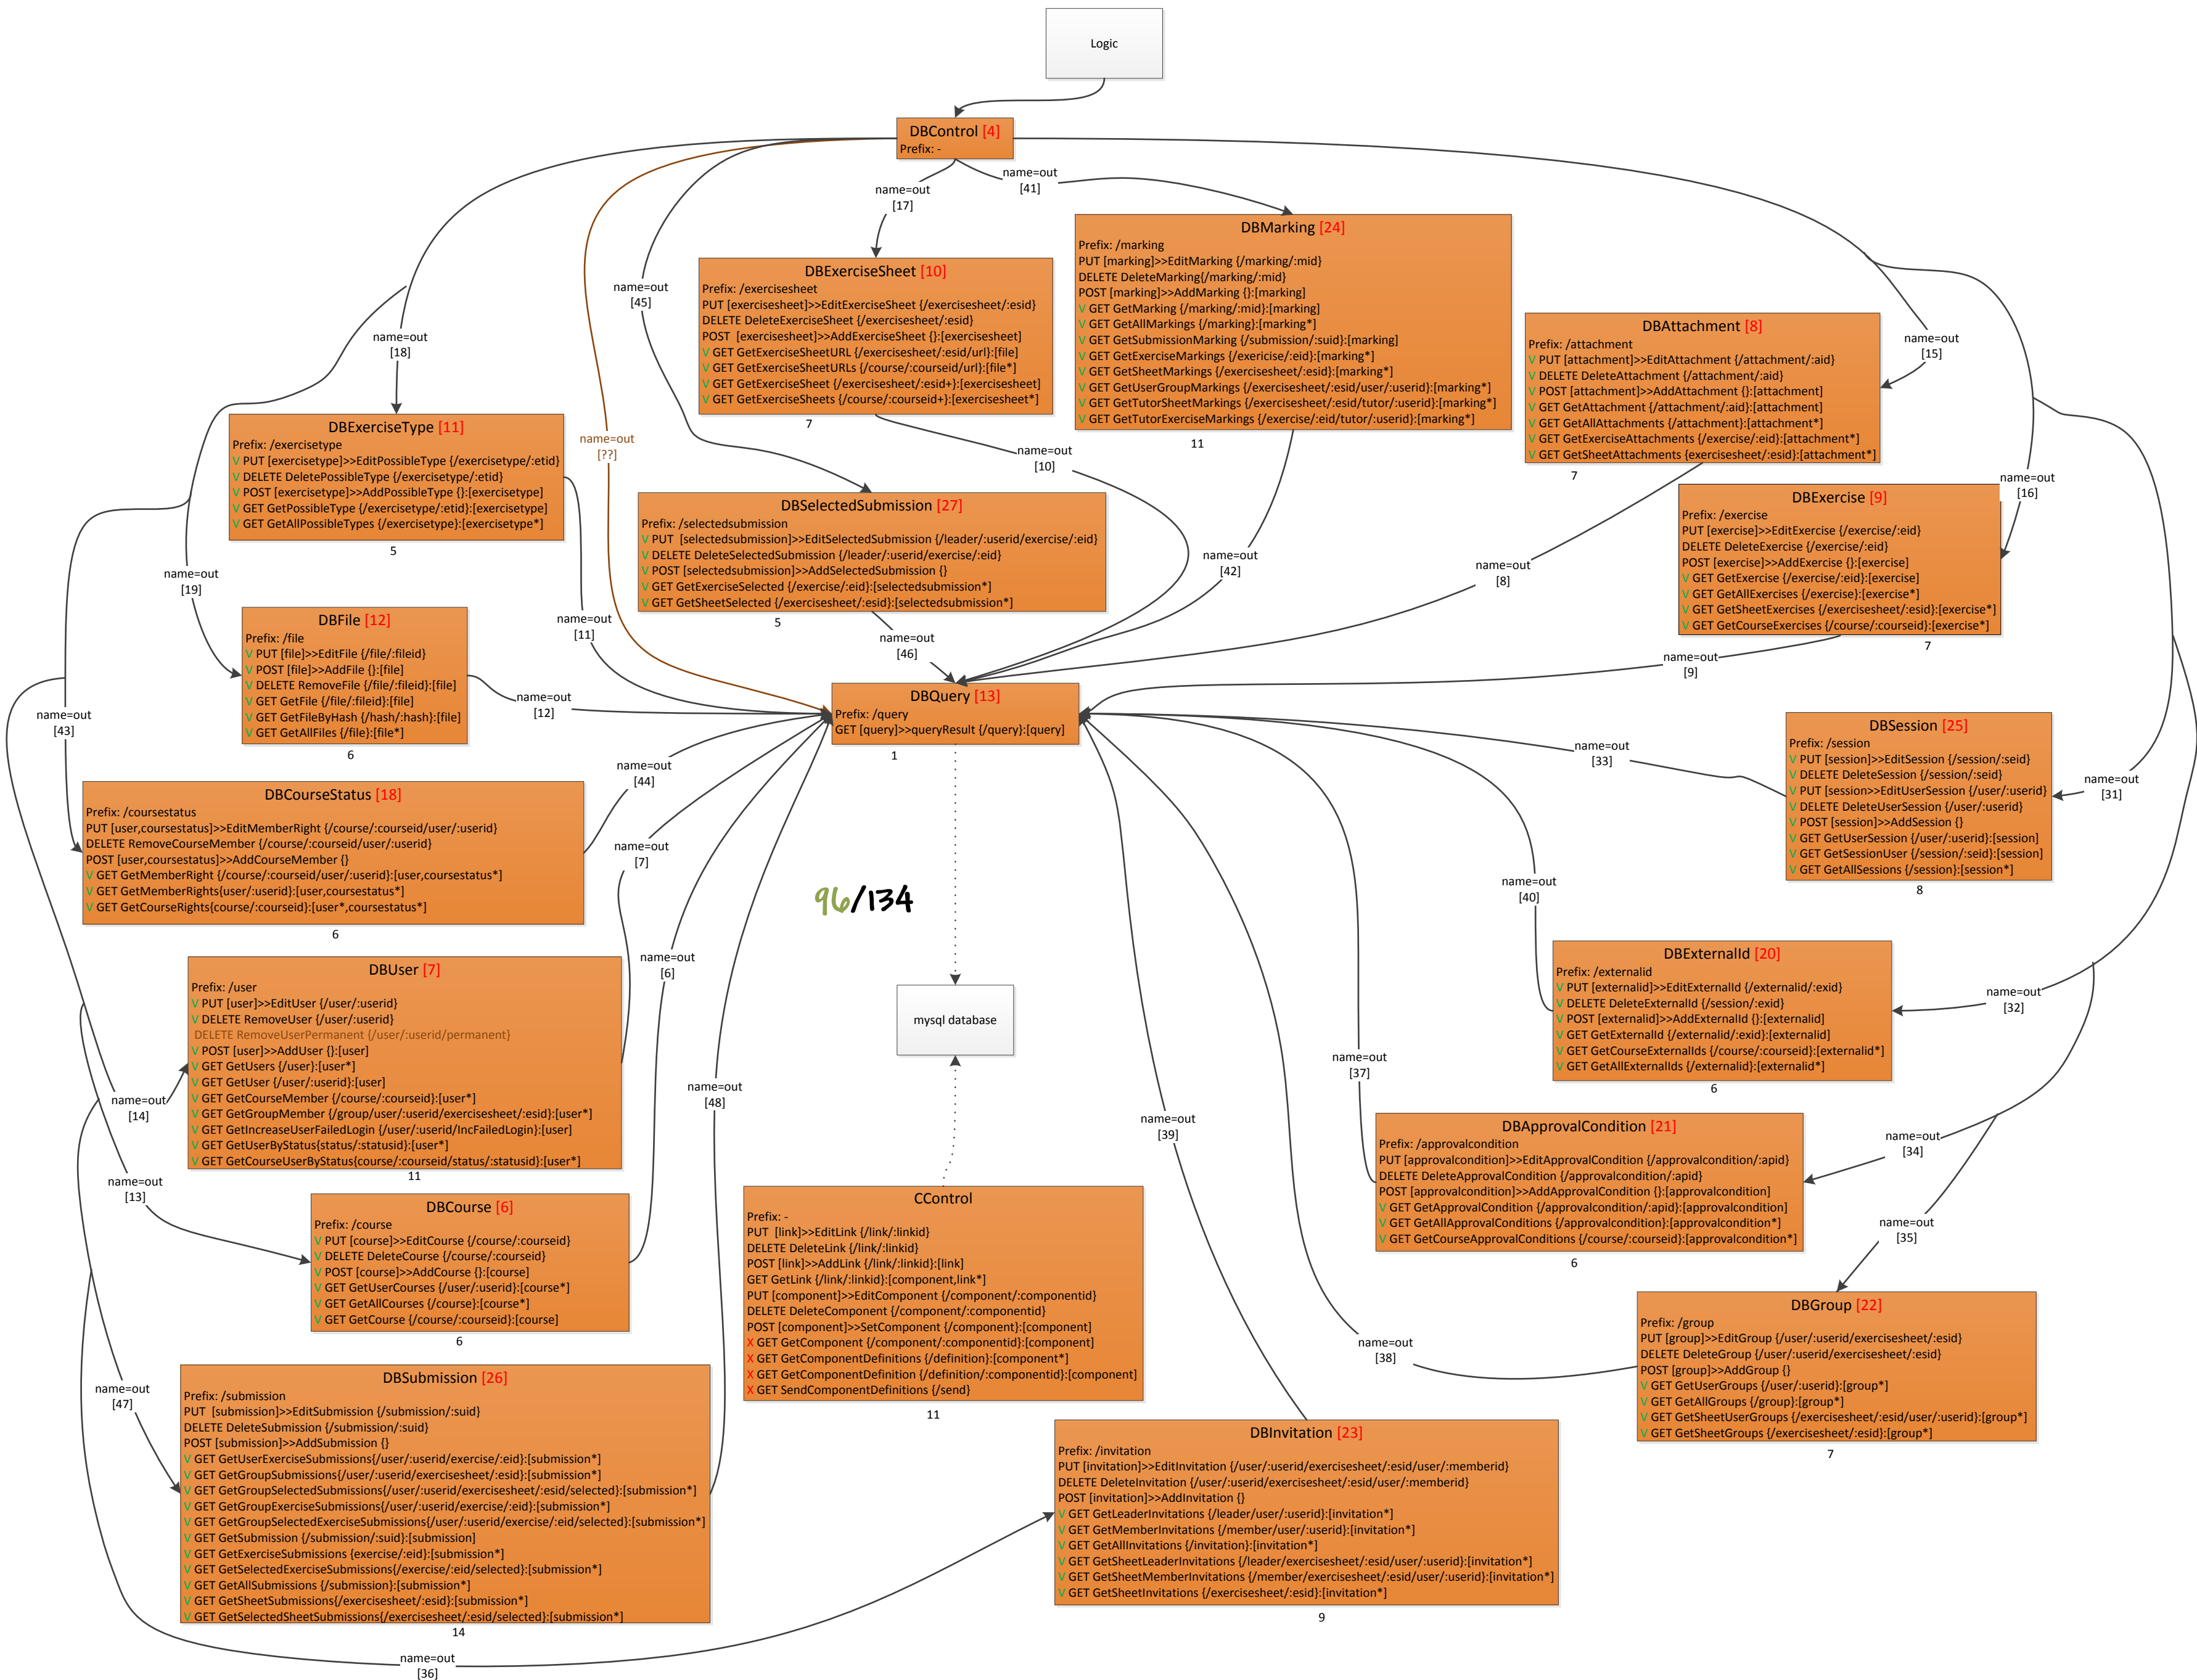 Logic
DBControl [4]
Prefix: -
name=out
[17]
name=out
[41]
name=out
[45]
name=out
[18]
name=out
[??]
name=out
[15]
name=out
[16]
DBExerciseSheet [10]
Prefix: /exercisesheet
PUT [exercisesheet]>>EditExerciseSheet {/exercisesheet/:esid}
DELETE DeleteExerciseSheet {/exercisesheet/:esid}
POST  [exercisesheet]>>AddExerciseSheet {}:[exercisesheet]
V GET GetExerciseSheetURL {/exercisesheet/:esid/url}:[file]
V GET GetExerciseSheetURLs {/course/:courseid/url}:[file*]
V GET GetExerciseSheet {/exercisesheet/:esid+}:[exercisesheet]
V GET GetExerciseSheets {/course/:courseid+}:[exercisesheet*]
7
DBMarking [24]
Prefix: /marking
PUT [marking]>>EditMarking {/marking/:mid}
DELETE DeleteMarking{/marking/:mid}
POST [marking]>>AddMarking {}:[marking]
V GET GetMarking {/marking/:mid}:[marking]
V GET GetAllMarkings {/marking}:[marking*]
V GET GetSubmissionMarking {/submission/:suid}:[marking]
V GET GetExerciseMarkings {/exericise/:eid}:[marking*]
V GET GetSheetMarkings {/exercisesheet/:esid}:[marking*]
V GET GetUserGroupMarkings {/exercisesheet/:esid/user/:userid}:[marking*]
V GET GetTutorSheetMarkings {/exercisesheet/:esid/tutor/:userid}:[marking*]
V GET GetTutorExerciseMarkings {/exercise/:eid/tutor/:userid}:[marking*]
11
DBAttachment [8]
Prefix: /attachment
V PUT [attachment]>>EditAttachment {/attachment/:aid}
V DELETE DeleteAttachment {/attachment/:aid}
V POST [attachment]>>AddAttachment {}:[attachment]
V GET GetAttachment {/attachment/:aid}:[attachment]
V GET GetAllAttachments {/attachment}:[attachment*]
V GET GetExerciseAttachments {/exercise/:eid}:[attachment*]
V GET GetSheetAttachments {exercisesheet/:esid}:[attachment*]
7
DBExerciseType [11]
Prefix: /exercisetype
V PUT [exercisetype]>>EditPossibleType {/exercisetype/:etid}
V DELETE DeletePossibleType {/exercisetype/:etid}
V POST [exercisetype]>>AddPossibleType {}:[exercisetype]
V GET GetPossibleType {/exercisetype/:etid}:[exercisetype]
V GET GetAllPossibleTypes {/exercisetype}:[exercisetype*]
5
name=out
[10]
DBSelectedSubmission [27]
Prefix: /selectedsubmission
V PUT  [selectedsubmission]>>EditSelectedSubmission {/leader/:userid/exercise/:eid}
V DELETE DeleteSelectedSubmission {/leader/:userid/exercise/:eid}
V POST [selectedsubmission]>>AddSelectedSubmission {}
V GET GetExerciseSelected {/exercise/:eid}:[selectedsubmission*]
V GET GetSheetSelected {/exercisesheet/:esid}:[selectedsubmission*]
5
DBExercise [9]
Prefix: /exercise
PUT [exercise]>>EditExercise {/exercise/:eid}
DELETE DeleteExercise {/exercise/:eid}
POST [exercise]>>AddExercise {}:[exercise]
V GET GetExercise {/exercise/:eid}:[exercise]
V GET GetAllExercises {/exercise}:[exercise*]
V GET GetSheetExercises {/exercisesheet/:esid}:[exercise*]
V GET GetCourseExercises {/course/:courseid}:[exercise*]
7
name=out
[19]
name=out
[11]
name=out
[46]
name=out
[42]
name=out
[8]
name=out
[9]
DBFile [12]
Prefix: /file
V PUT [file]>>EditFile {/file/:fileid}
V POST [file]>>AddFile {}:[file]
V DELETE RemoveFile {/file/:fileid}:[file]
V GET GetFile {/file/:fileid}:[file]
V GET GetFileByHash {/hash/:hash}:[file]
V GET GetAllFiles {/file}:[file*]
6
name=out
[12]
name=out
[43]
DBQuery [13]
Prefix: /query
GET [query]>>queryResult {/query}:[query]
1
DBSession [25]
Prefix: /session
V PUT [session]>>EditSession {/session/:seid}
V DELETE DeleteSession {/session/:seid}
V PUT [session>>EditUserSession {/user/:userid}
V DELETE DeleteUserSession {/user/:userid}
V POST [session]>>AddSession {}
V GET GetUserSession {/user/:userid}:[session]
V GET GetSessionUser {/session/:seid}:[session]
V GET GetAllSessions {/session}:[session*]
8
name=out
[33]
name=out
[31]
name=out
[44]
DBCourseStatus [18]
Prefix: /coursestatus
PUT [user,coursestatus]>>EditMemberRight {/course/:courseid/user/:userid}
DELETE RemoveCourseMember {/course/:courseid/user/:userid}
POST [user,coursestatus]>>AddCourseMember {}
V GET GetMemberRight {/course/:courseid/user/:userid}:[user,coursestatus*]
V GET GetMemberRights{user/:userid}:[user,coursestatus*]
V GET GetCourseRights{course/:courseid}:[user*,coursestatus*]
6
name=out
[7]
96/134
name=out
[40]
name=out
[6]
DBUser [7]
Prefix: /user
V PUT [user]>>EditUser {/user/:userid}
V DELETE RemoveUser {/user/:userid}
DELETE RemoveUserPermanent {/user/:userid/permanent}
V POST [user]>>AddUser {}:[user]
V GET GetUsers {/user}:[user*]
V GET GetUser {/user/:userid}:[user]
V GET GetCourseMember {/course/:courseid}:[user*]
V GET GetGroupMember {/group/user/:userid/exercisesheet/:esid}:[user*]
V GET GetIncreaseUserFailedLogin {/user/:userid/IncFailedLogin}:[user]
V GET GetUserByStatus{status/:statusid}:[user*]
V GET GetCourseUserByStatus{course/:courseid/status/:statusid}:[user*]
11
mysql database
DBExternalId [20]
Prefix: /externalid
V PUT [externalid]>>EditExternalId {/externalid/:exid}
V DELETE DeleteExternalId {/session/:exid}
V POST [externalid]>>AddExternalId {}:[externalid]
V GET GetExternalId {/externalid/:exid}:[externalid]
V GET GetCourseExternalIds {/course/:courseid}:[externalid*]
V GET GetAllExternalIds {/externalid}:[externalid*]
6
name=out
[32]
name=out
[37]
name=out
[48]
name=out
[14]
name=out
[39]
name=out
[34]
DBApprovalCondition [21]
Prefix: /approvalcondition
PUT [approvalcondition]>>EditApprovalCondition {/approvalcondition/:apid}
DELETE DeleteApprovalCondition {/approvalcondition/:apid}
POST [approvalcondition]>>AddApprovalCondition {}:[approvalcondition]
V GET GetApprovalCondition {/approvalcondition/:apid}:[approvalcondition]
V GET GetAllApprovalConditions {/approvalcondition}:[approvalcondition*]
V GET GetCourseApprovalConditions {/course/:courseid}:[approvalcondition*]
6
name=out
[13]
DBCourse [6]
Prefix: /course
V PUT [course]>>EditCourse {/course/:courseid}
V DELETE DeleteCourse {/course/:courseid}
V POST [course]>>AddCourse {}:[course]
V GET GetUserCourses {/user/:userid}:[course*]
V GET GetAllCourses {/course}:[course*]
V GET GetCourse {/course/:courseid}:[course]
6
CControl
Prefix: -
PUT  [link]>>EditLink {/link/:linkid}
DELETE DeleteLink {/link/:linkid}
POST [link]>>AddLink {/link/:linkid}:[link]
GET GetLink {/link/:linkid}:[component,link*]
PUT [component]>>EditComponent {/component/:componentid}
DELETE DeleteComponent {/component/:componentid}
POST [component]>>SetComponent {/component}:[component]
X GET GetComponent {/component/:componentid}:[component]
X GET GetComponentDefinitions {/definition}:[component*]
X GET GetComponentDefinition {/definition/:componentid}:[component]
X GET SendComponentDefinitions {/send}
11
name=out
[35]
name=out
[38]
DBGroup [22]
Prefix: /group
PUT [group]>>EditGroup {/user/:userid/exercisesheet/:esid}
DELETE DeleteGroup {/user/:userid/exercisesheet/:esid}
POST [group]>>AddGroup {}
V GET GetUserGroups {/user/:userid}:[group*]
V GET GetAllGroups {/group}:[group*]
V GET GetSheetUserGroups {/exercisesheet/:esid/user/:userid}:[group*]
V GET GetSheetGroups {/exercisesheet/:esid}:[group*]
7
name=out
[47]
DBSubmission [26]
Prefix: /submission
PUT  [submission]>>EditSubmission {/submission/:suid}
DELETE DeleteSubmission {/submission/:suid}
POST [submission]>>AddSubmission {}
V GET GetUserExerciseSubmissions{/user/:userid/exercise/:eid}:[submission*]
V GET GetGroupSubmissions{/user/:userid/exercisesheet/:esid}:[submission*]
V GET GetGroupSelectedSubmissions{/user/:userid/exercisesheet/:esid/selected}:[submission*]
V GET GetGroupExerciseSubmissions{/user/:userid/exercise/:eid}:[submission*]
V GET GetGroupSelectedExerciseSubmissions{/user/:userid/exercise/:eid/selected}:[submission*]
V GET GetSubmission {/submission/:suid}:[submission]
V GET GetExerciseSubmissions {exercise/:eid}:[submission*]
V GET GetSelectedExerciseSubmissions{/exercise/:eid/selected}:[submission*]
V GET GetAllSubmissions {/submission}:[submission*]
V GET GetSheetSubmissions{/exercisesheet/:esid}:[submission*]
V GET GetSelectedSheetSubmissions{/exercisesheet/:esid/selected}:[submission*]
14
DBInvitation [23]
Prefix: /invitation
PUT [invitation]>>EditInvitation {/user/:userid/exercisesheet/:esid/user/:memberid}
DELETE DeleteInvitation {/user/:userid/exercisesheet/:esid/user/:memberid}
POST [invitation]>>AddInvitation {}
V GET GetLeaderInvitations {/leader/user/:userid}:[invitation*]
V GET GetMemberInvitations {/member/user/:userid}:[invitation*]
V GET GetAllInvitations {/invitation}:[invitation*]
V GET GetSheetLeaderInvitations {/leader/exercisesheet/:esid/user/:userid}:[invitation*]
V GET GetSheetMemberInvitations {/member/exercisesheet/:esid/user/:userid}:[invitation*]
V GET GetSheetInvitations {/exercisesheet/:esid}:[invitation*]
9
name=out
[36]